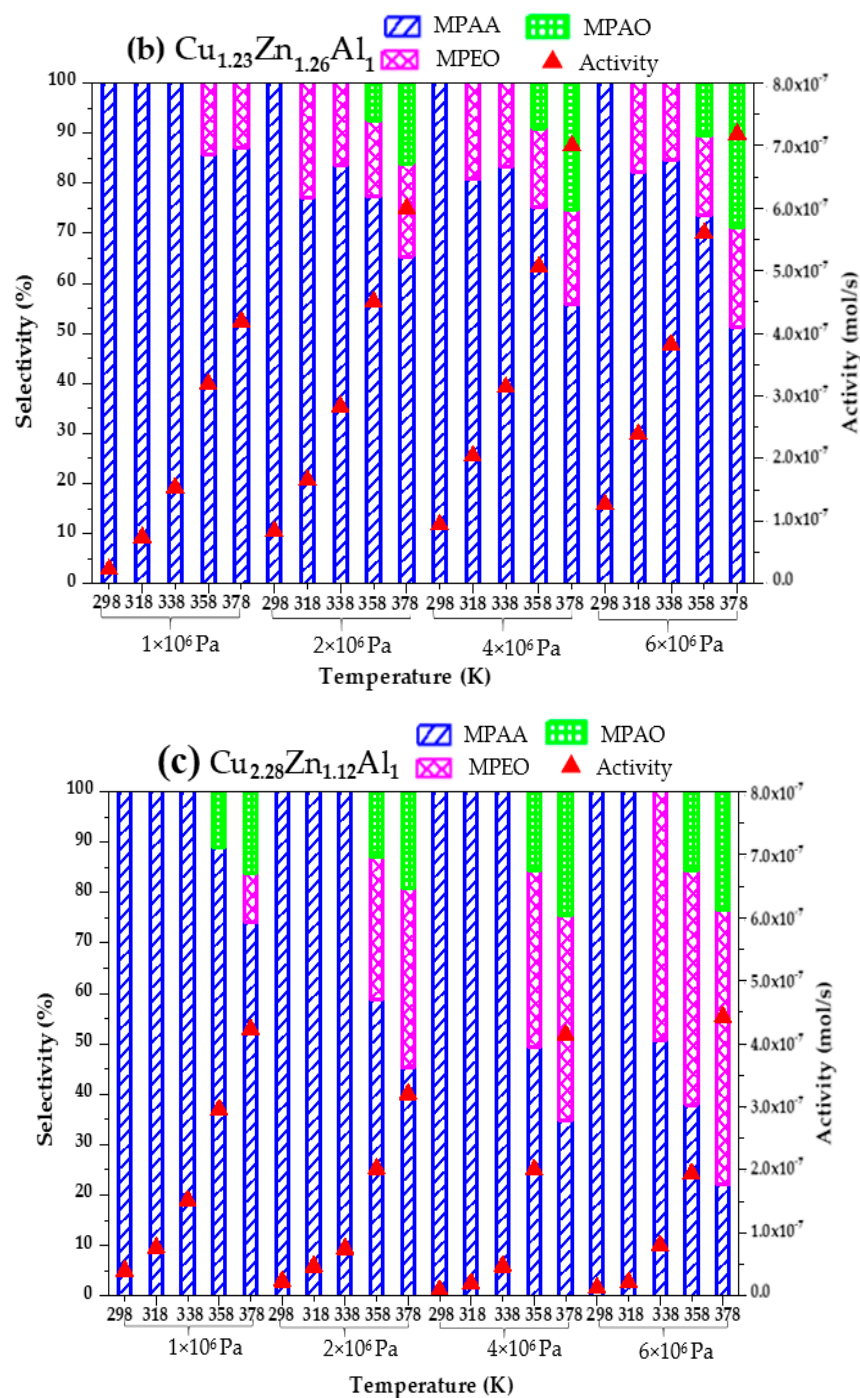 (b) Cu1.23Zn1.26Al1
MPAA MPAO
MPEO Activity
100
90
80
70
60
50
40
30
20
10
0
Selectivity (%)
8.0x10-7
7.0x10-7
6.0x10-7
5.0x10-7
4.0x10-7
3.0x10-7
2.0x10-7
1.0x10-7
0.0
Activity (mol/s)
298 318 338 358 378 298 318 338 358 378 298 318 338 358 378 298 318 338 358 378
1×10⁶ Pa 2×10⁶ Pa 4×10⁶ Pa 6×10⁶ Pa
Temperature (K)
(c) Cu2.28Zn1.12Al1
MPAA MPAO
MPEO Activity
100
90
80
70
60
50
40
30
20
10
0
Selectivity (%)
8.0x10-7
7.0x10-7
6.0x10-7
5.0x10-7
4.0x10-7
3.0x10-7
2.0x10-7
1.0x10-7
0.0
Activity (mol/s)
298 318 338 358 378 298 318 338 358 378 298 318 338 358 378 298 318 338 358 378
1×10⁶ Pa 2×10⁶ Pa 4×10⁶ Pa 6×10⁶ Pa
Temperature (K)